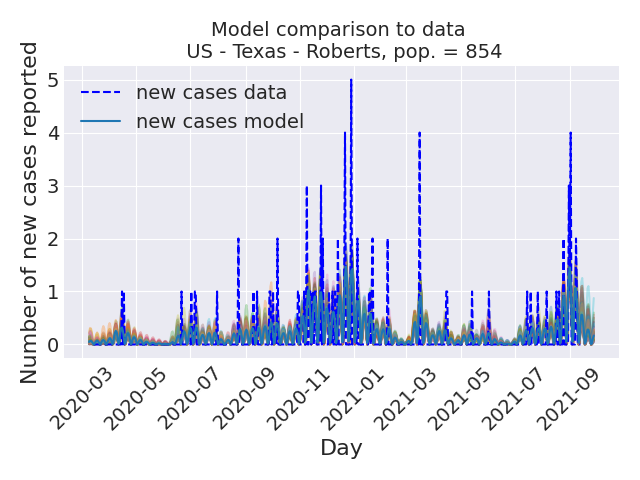 Model comparison to data
US - Texas - Roberts, pop. = 854
Number of new cases reported
5
4
3
2
1
0
new cases data
new cases model
2020-03
2020-05
2020-07
2020-09
2020-11
2021-01
2021-03
2021-05
2021-07
2021-09
Day